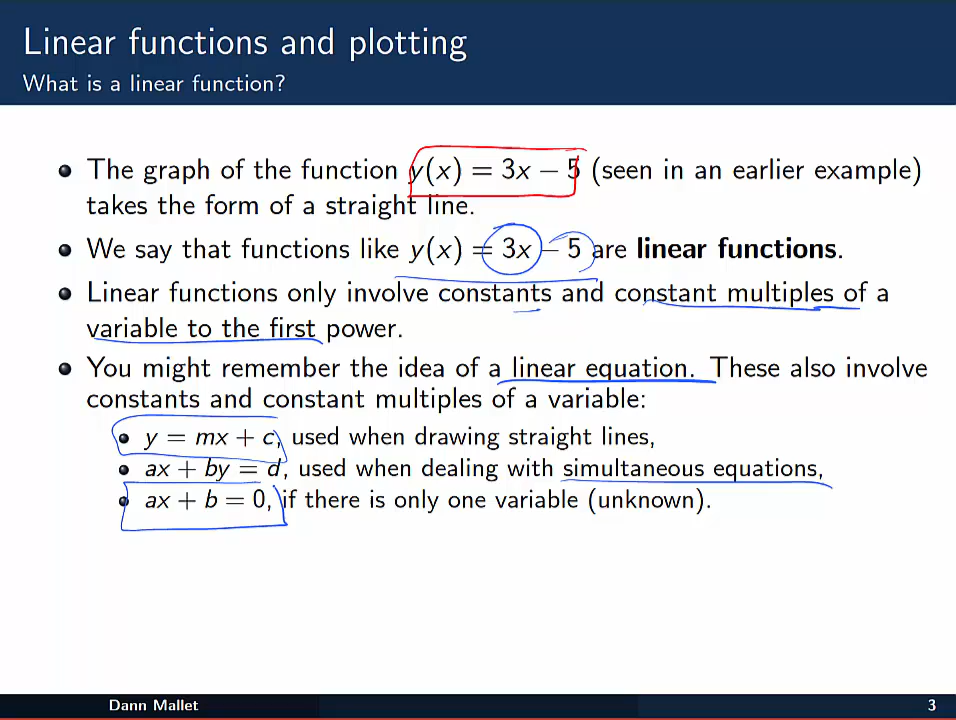 Linear functions and plotting
What is a linear function?
The graph of the function y(x) = 3x − 5 (seen in an earlier example)
takes the form of a straight line.
We say that functions like y(x) = 3x − 5 are linear functions.
Linear functions only involve constants and constant multiples of a
variable to the first power.
You might remember the idea of a linear equation. These also involve
constants and constant multiples of a variable:
y = mx + c, used when drawing straight lines,
ax + by = d, used when dealing with simultaneous equations,
ax + b = 0, if there is only one variable (unknown).
Dann Mallet 3